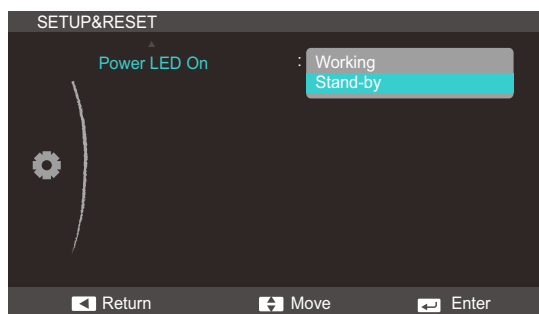 SETUP&RESET
Power LED On : Working
Stand-by
Return Move Enter